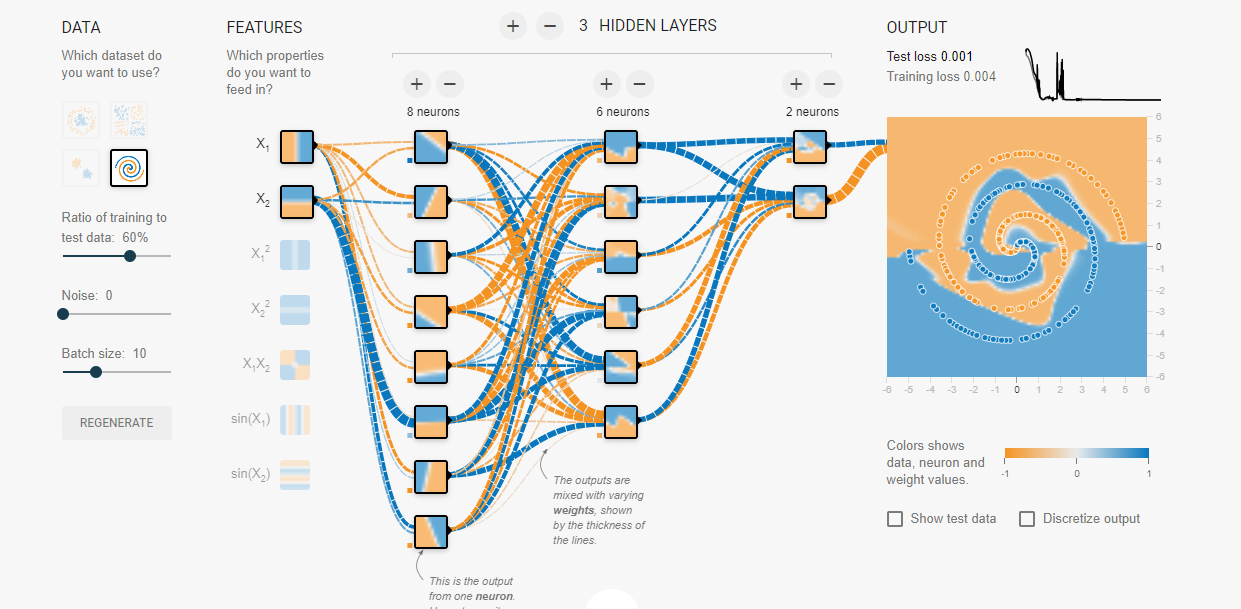 DATA
Which dataset do
you want to use?
Ratio of training to
test data: 60%
Noise: 0
Batch size: 10
REGENERATE
FEATURES
Which properties
do you want to
feed in?
X1
X2
X1²
X2²
X1X2
sin(X1)
sin(X2)
+ − 3 HIDDEN LAYERS
+ −
8 neurons
+ −
6 neurons
+ −
2 neurons
The outputs are
mixed with varying
weights, shown
by the thickness of
the lines.
This is the output
from one neuron.
OUTPUT
Test loss 0.001
Training loss 0.004
6
5
4
3
2
1
0
-1
-2
-3
-4
-5
-6
-6 -5 -4 -3 -2 -1 0 1 2 3 4 5 6
Colors shows
data, neuron and
weight values.
-1 0 1
Show test data
Discretize output